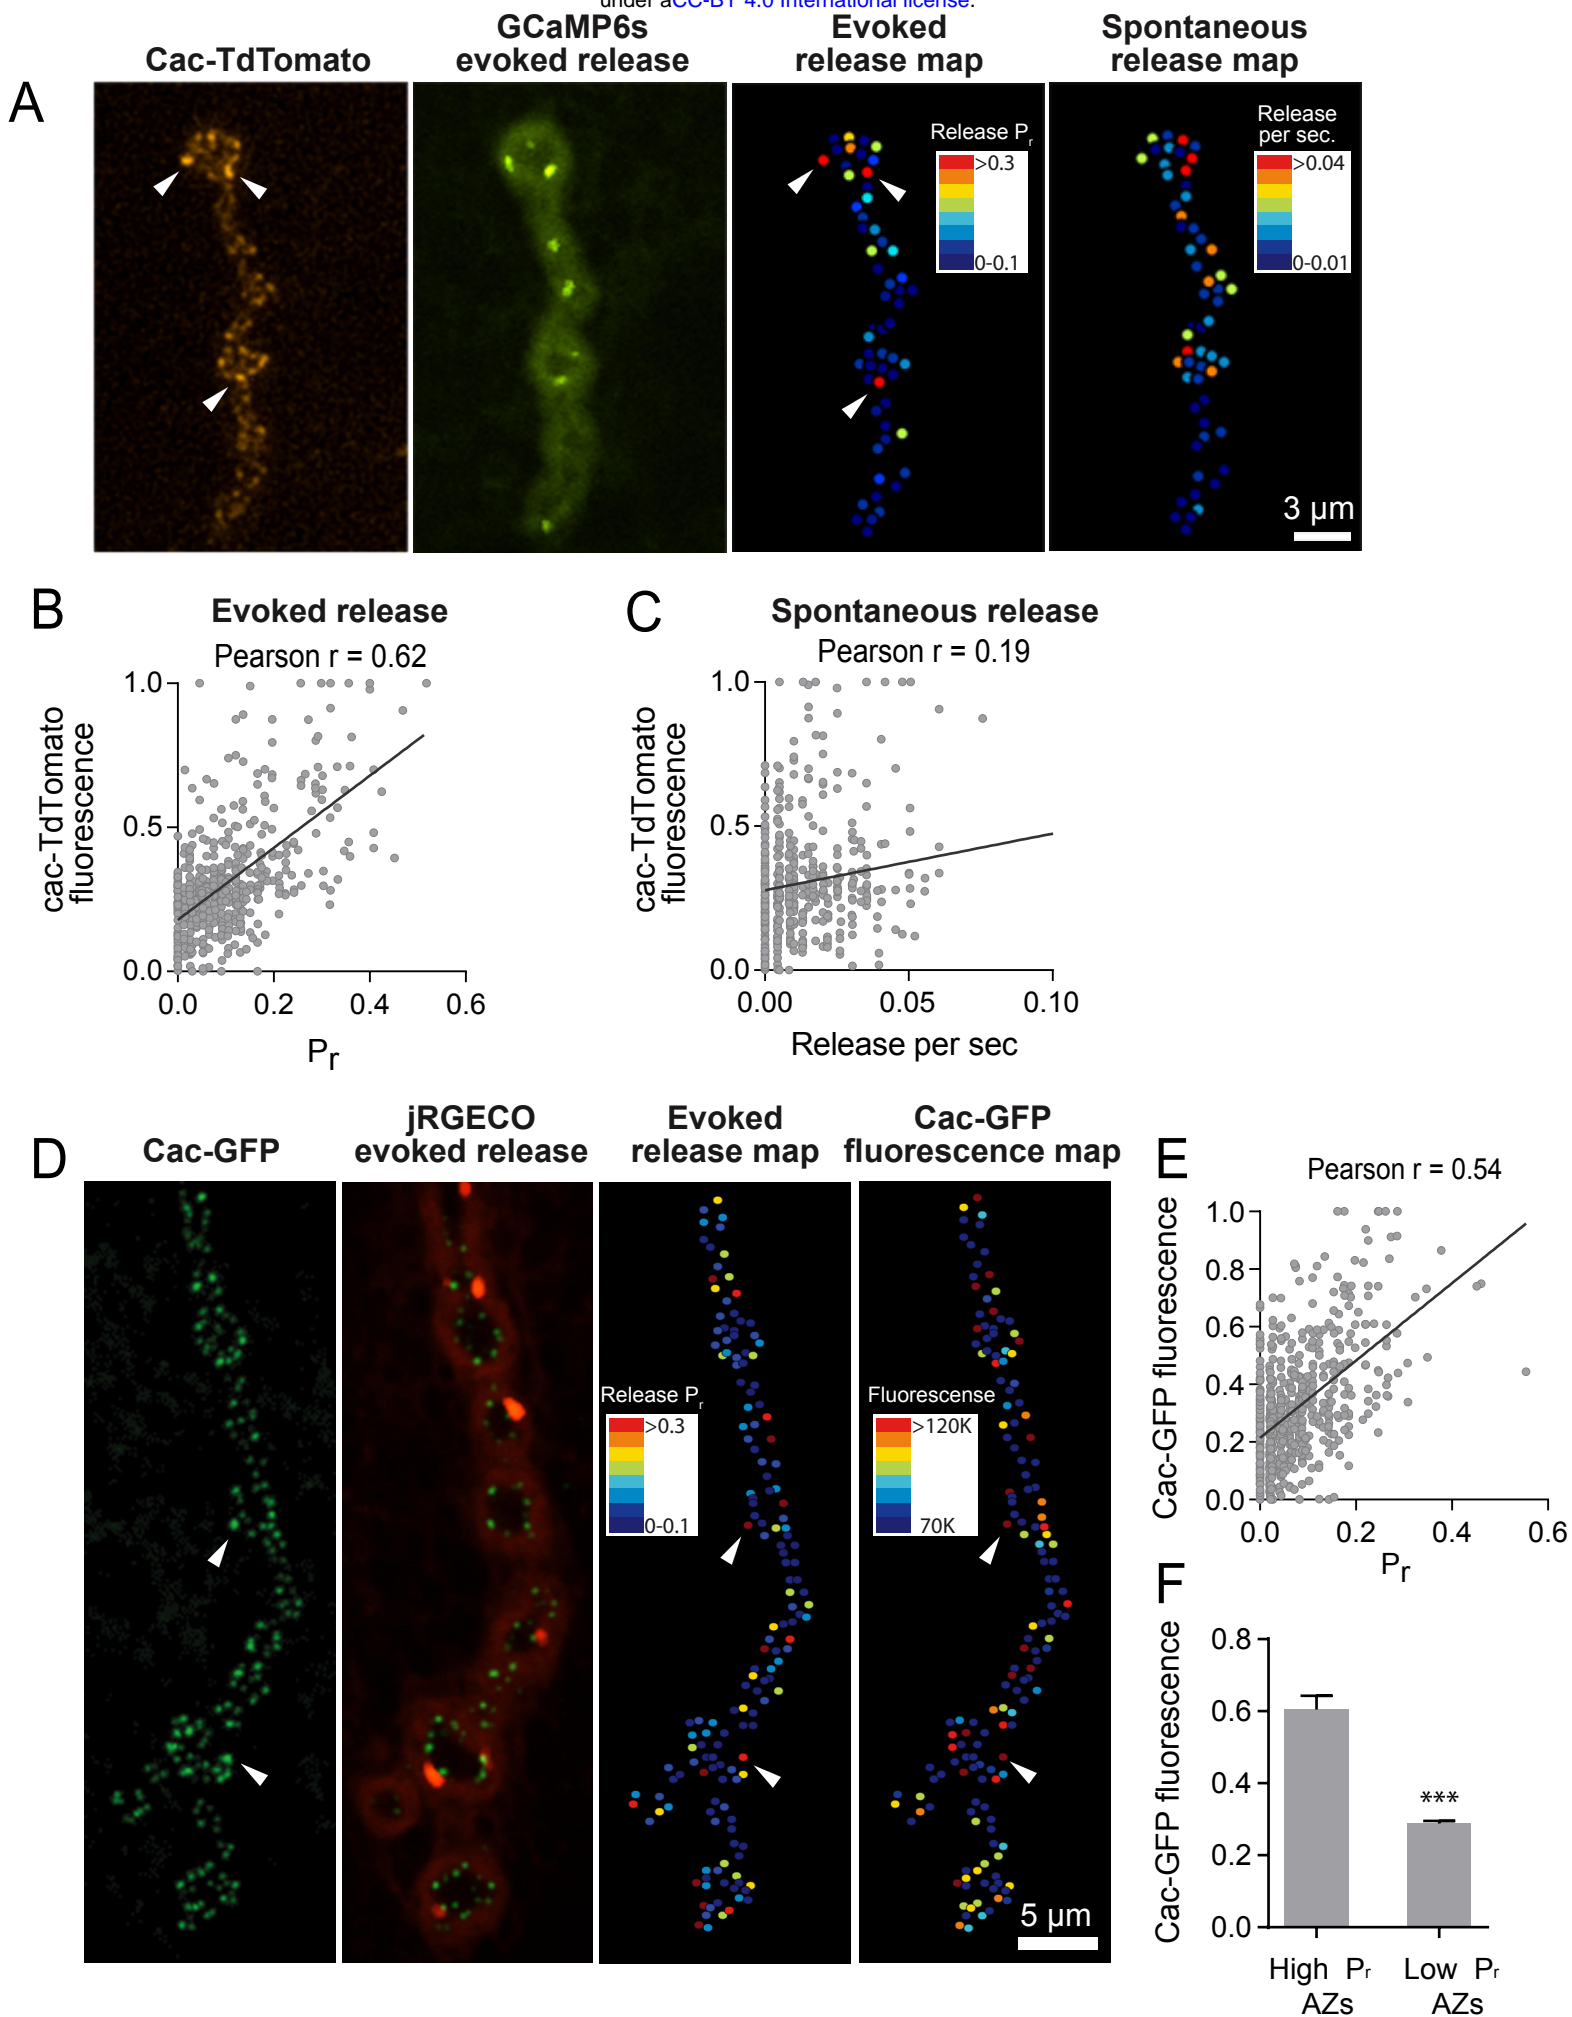 under aCC-BY 4.0 International license.
Cac-TdTomato
GCaMP6s
evoked release
Evoked
release map
Spontaneous
release map
A
Release Pr
>0.3
0-0.1
Release
per sec.
>0.04
0-0.01
3 µm
B
Evoked release
Pearson r = 0.62
cac-TdTomato
fluorescence
1.0
0.5
0.0
0.0 0.2 0.4 0.6
Pr
C
Spontaneous release
Pearson r = 0.19
cac-TdTomato
fluorescence
1.0
0.5
0.0
0.00 0.05 0.10
Release per sec
D
Cac-GFP
jRGECO
evoked release
Evoked
release map
Cac-GFP
fluorescence map
Release Pr
>0.3
0-0.1
Fluorescense
>120K
70K
5 µm
E
Pearson r = 0.54
Cac-GFP fluorescence
1.0
0.8
0.6
0.4
0.2
0.0
0.0 0.2 0.4 0.6
Pr
F
Cac-GFP fluorescence
0.8
0.6
0.4
0.2
0.0
***
High Pr
AZs
Low Pr
AZs